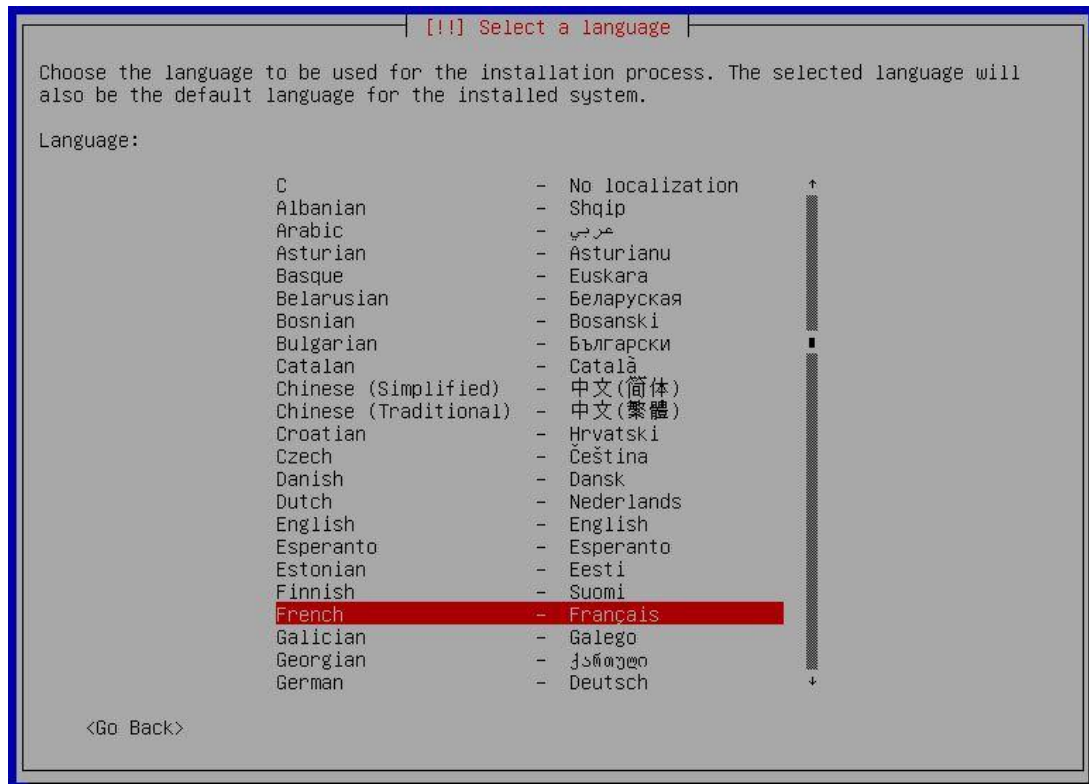 [!!] Select a language
Choose the language to be used for the installation process. The selected language will
also be the default language for the installed system.
Language:
C - No localization
Albanian - Shqip
Arabic - عربي
Asturian - Asturianu
Basque - Euskara
Belarusian - Беларуская
Bosnian - Bosanski
Bulgarian - Български
Catalan - Català
Chinese (Simplified) - 中文(简体)
Chinese (Traditional) - 中文(繁體)
Croatian - Hrvatski
Czech - Čeština
Danish - Dansk
Dutch - Nederlands
English - English
Esperanto - Esperanto
Estonian - Eesti
Finnish - Suomi
French - Français
Galician - Galego
Georgian - ქართული
German - Deutsch
<Go Back>